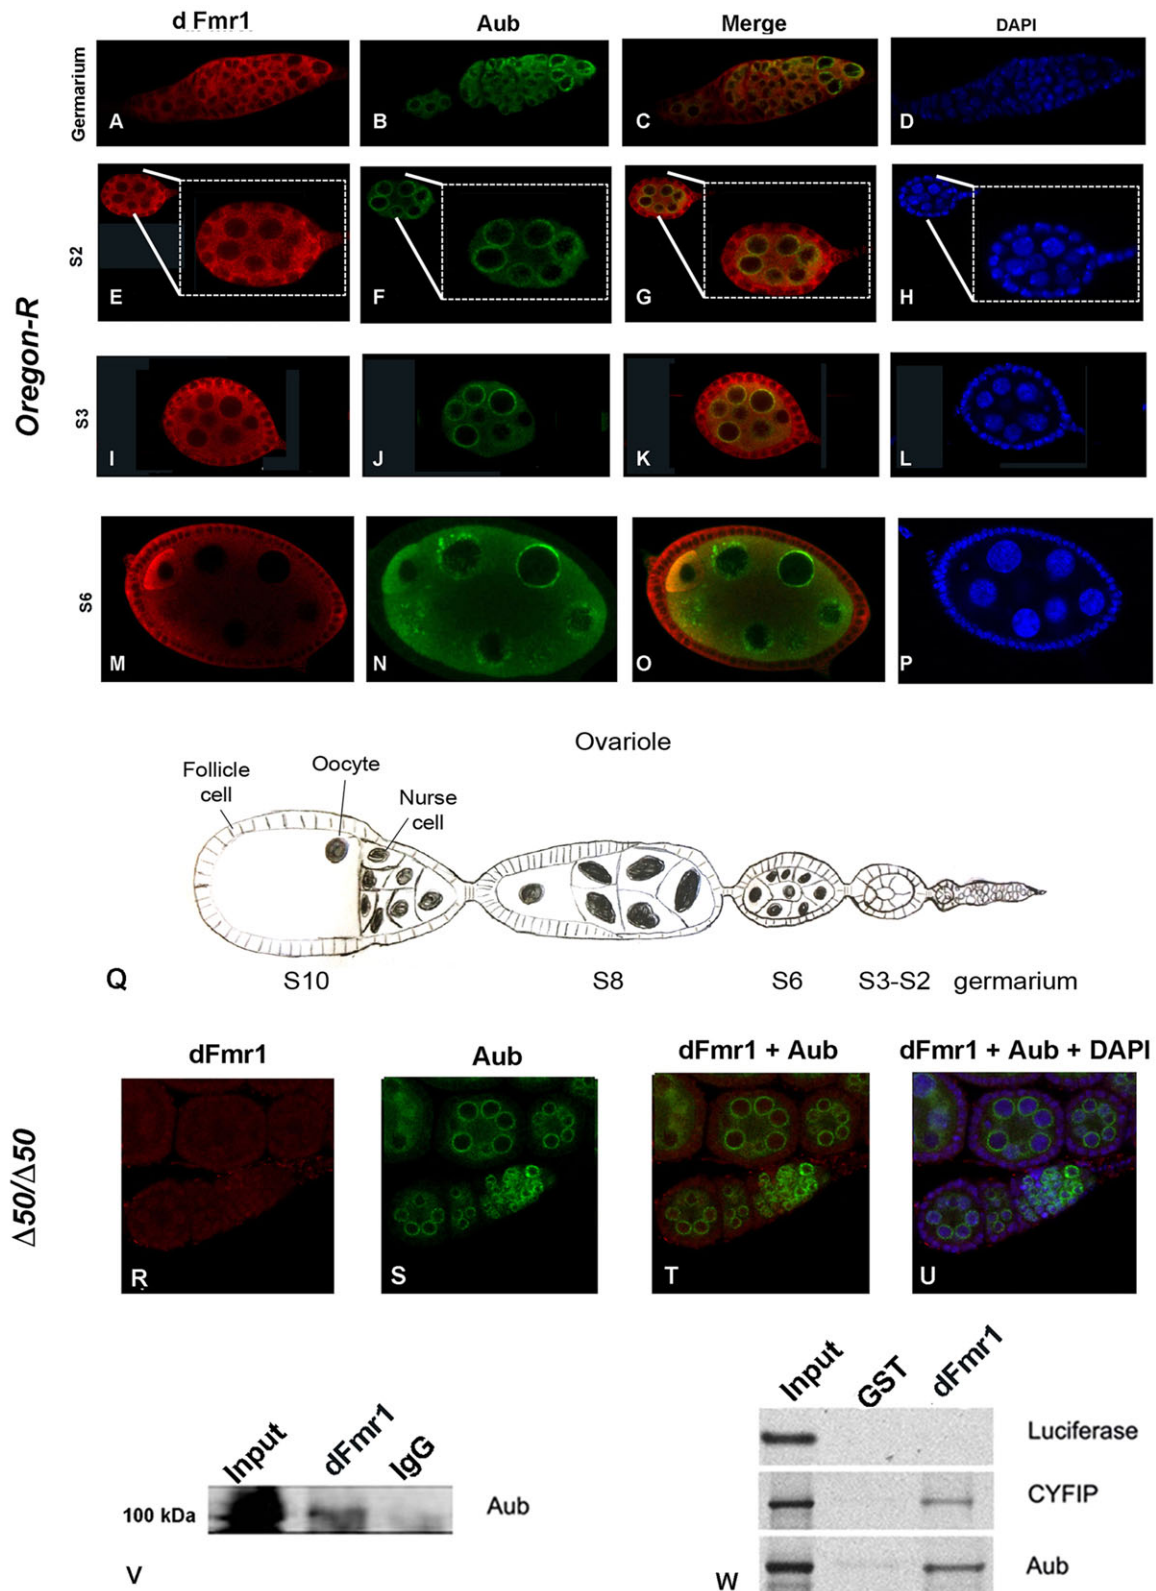 d Fmr1 Aub Merge DAPI
Germarium
A B C D
S2
E F G H
Oregon-R
S3
I J K L
S6
M N O P
Ovariole
Follicle cell
Oocyte
Nurse cell
Q
S10 S8 S6 S3-S2 germarium
dFmr1 Aub dFmr1 + Aub dFmr1 + Aub + DAPI
Δ50/Δ50
R S T U
Input dFmr1 IgG
100 kDa Aub
V
Input GST dFmr1
Luciferase
CYFIP
Aub
W